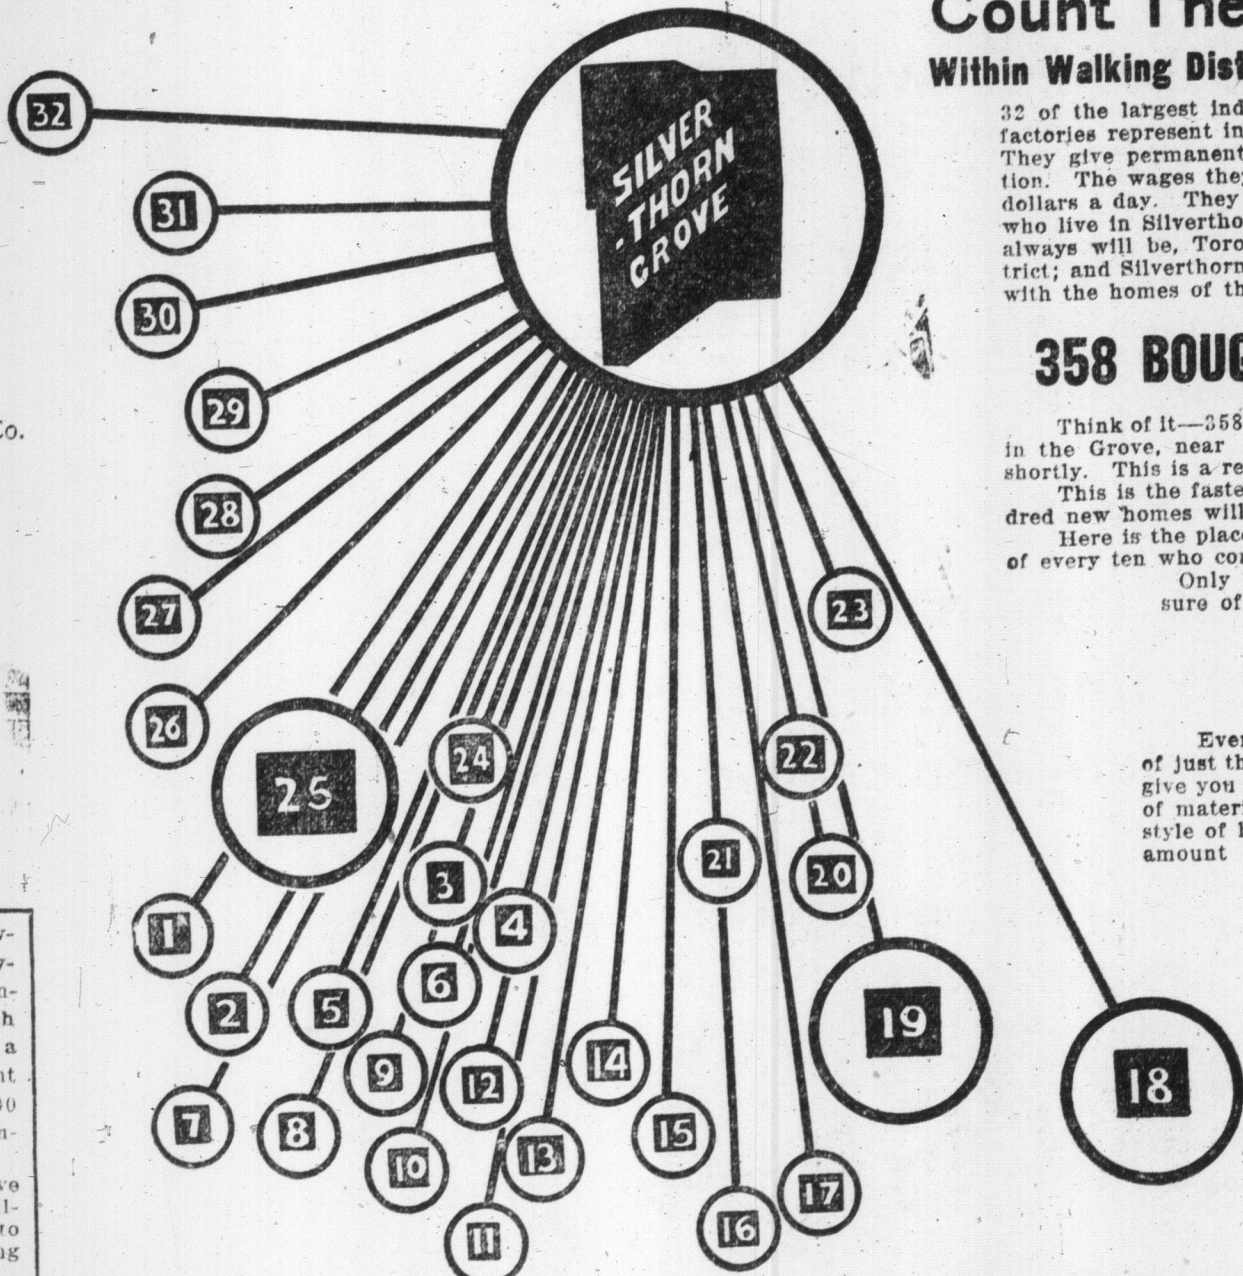 Count The
Within Walking Dist
32 of the largest ind
factories represent in
They give permanent
tion. The wages they
dollars a day. They
who live in Silvertho
always will be, Toro
trict; and Silverthorn
with the homes of th
358 BOUG
Think of it—358
in the Grove, near
shortly. This is a re
This is the faste
dred new homes will
Here is the place
of every ten who con
Only
sure of
Ever
of just th
give you
of materi
style of h
amount
SILVER
-THORN
GROVE
32
31
30
29
28
27
26
25
24
23
22
21
20
19
18
1
2
3
4
5
6
7
8
9
10
11
12
13
14
15
16
17
Co.
y-
y-
n-
h
a
nt
n-
ve
l-
to
ng